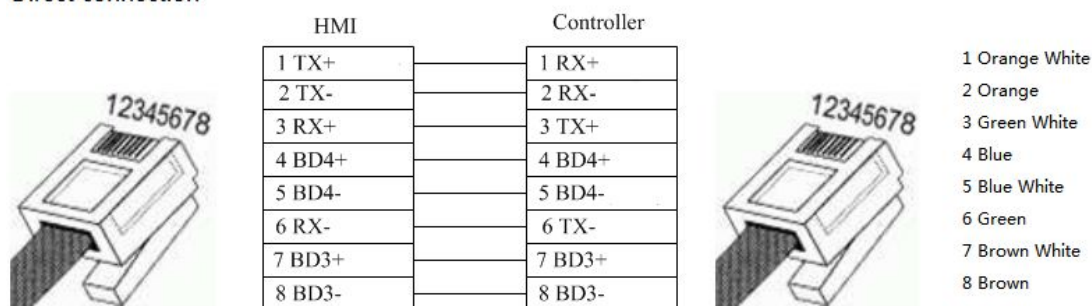 HMI Controller
1 TX+ 1 RX+ 1 Orange White
2 TX- 2 RX- 2 Orange
12345678 12345678
3 RX+ 3 TX+ 3 Green White
4 BD4+ 4 BD4+ 4 Blue
5 BD4- 5 BD4- 5 Blue White
6 RX- 6 TX- 6 Green
7 BD3+ 7 BD3+ 7 Brown White
8 BD3- 8 BD3- 8 Brown